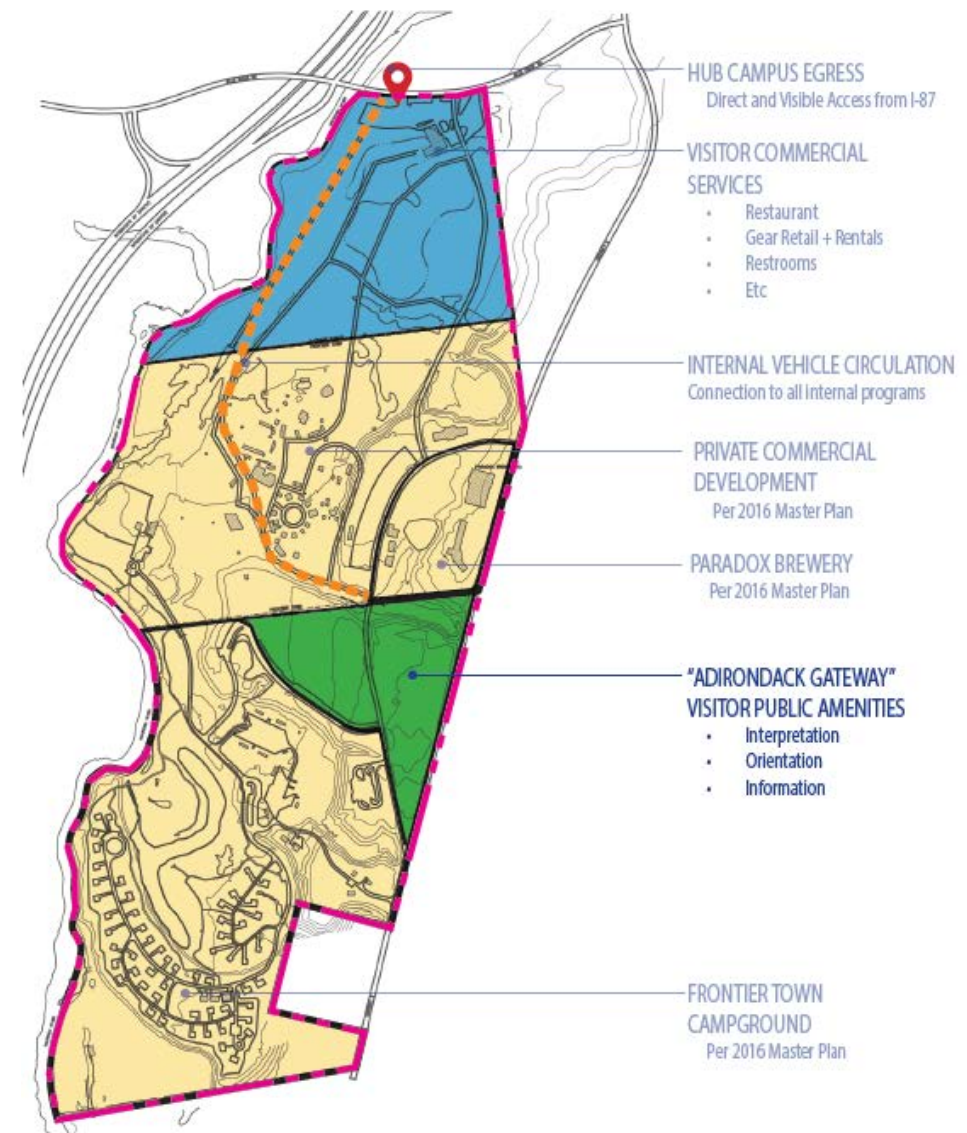 HUB CAMPUS EGRESS
Direct and Visible Access from I-87
VISITOR COMMERCIAL
SERVICES
• Restaurant
• Gear Retail + Rentals
• Restrooms
• Etc
INTERNAL VEHICLE CIRCULATION
Connection to all internal programs
PRIVATE COMMERCIAL
DEVELOPMENT
Per 2016 Master Plan
PARADOX BREWERY
Per 2016 Master Plan
"ADIRONDACK GATEWAY"
VISITOR PUBLIC AMENITIES
• Interpretation
• Orientation
• Information
FRONTIER TOWN
CAMPGROUND
Per 2016 Master Plan